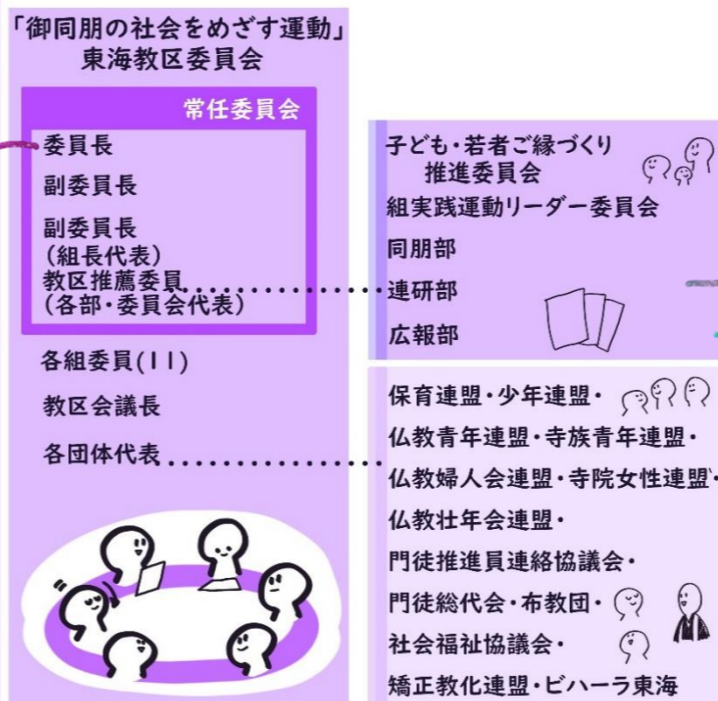 「御同朋の社会をめざす運動」
東海教区委員会
常任委員会
委員長
副委員長
副委員長
(組長代表)
教区推薦委員
(各部・委員会代表)
各組委員(11)
教区会議長
各団体代表
子ども・若者ご縁づくり
推進委員会
組実践運動リーダー委員会
同朋部
連研部
広報部
保育連盟・少年連盟・
仏教青年連盟・寺族青年連盟・
仏教婦人会連盟・寺院女性連盟・
仏教壮年会連盟・
門徒推進員連絡協議会・
門徒総代会・布教団・
社会福祉協議会・
矯正教化連盟・ビハーラ東海